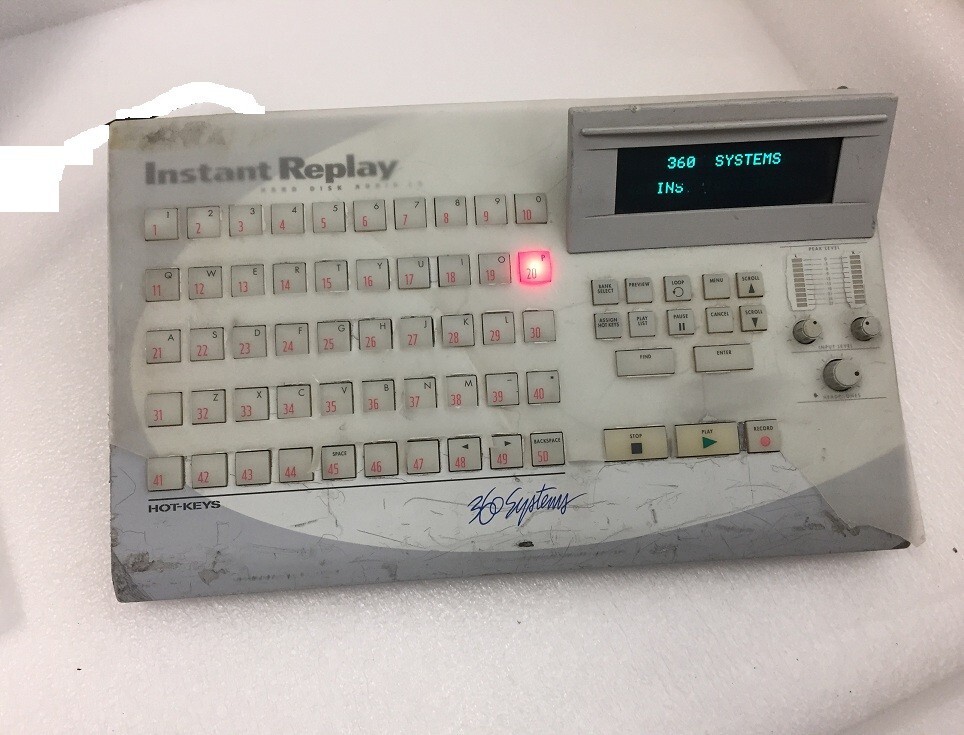 Instant Replay
360 SYSTEMS
INS
1 2 3 4 5 6 7 8 9 0
1 2 3 4 5 6 7 8 9 10
Q W E R T Y U I O P
11 12 13 14 15 16 17 18 19 20
A S D F G H J K L
21 22 23 24 25 26 27 28 29 30
Z X C V B N M -
31 32 33 34 35 36 37 38 39 40
SPACE BACKSPACE
41 42 43 44 45 46 47 48 49 50
HOT-KEYS
360 Systems
PEAK LEVEL
L R
BANK SELECT PREVIEW LOOP MENU SCROLL
ASSIGN HOT-KEYS PLAY LIST PAUSE CANCEL SCROLL
FIND ENTER
INPUT LEVEL
HEADPHONES
STOP PLAY RECORD